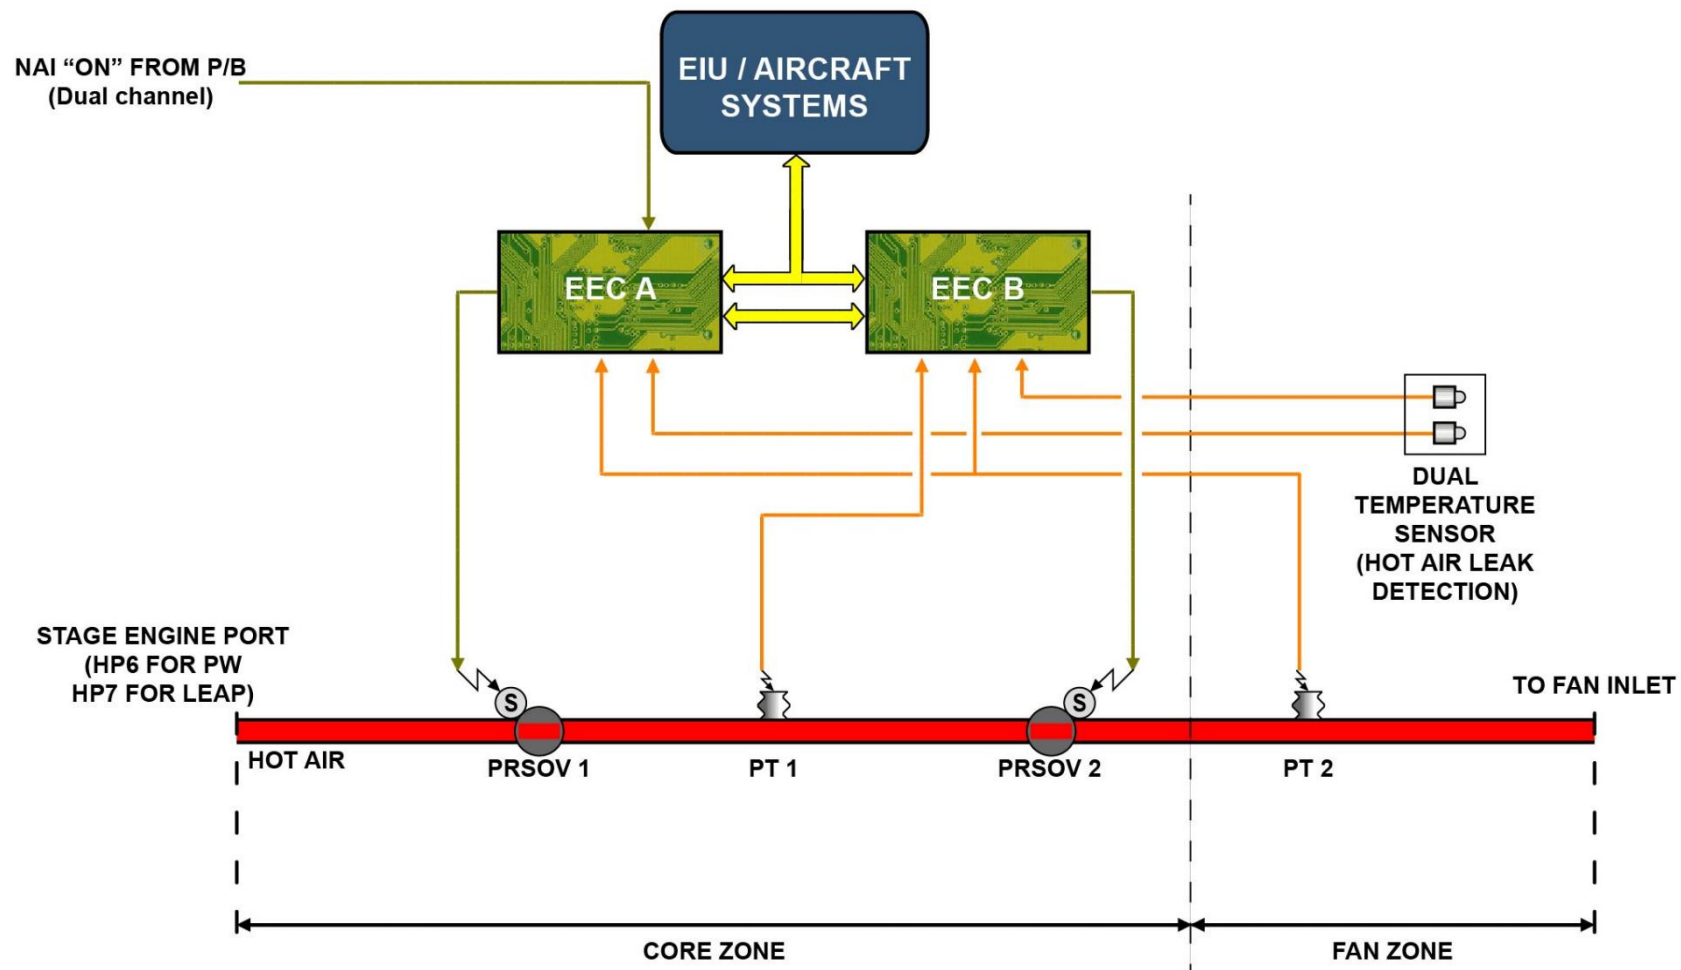 NAI “ON” FROM P/B
(Dual channel)
EIU / AIRCRAFT
SYSTEMS
EEC A
EEC B
DUAL
TEMPERATURE
SENSOR
(HOT AIR LEAK
DETECTION)
STAGE ENGINE PORT
(HP6 FOR PW
HP7 FOR LEAP)
TO FAN INLET
S
S
HOT AIR
PRSOV 1
PT 1
PRSOV 2
PT 2
CORE ZONE
FAN ZONE